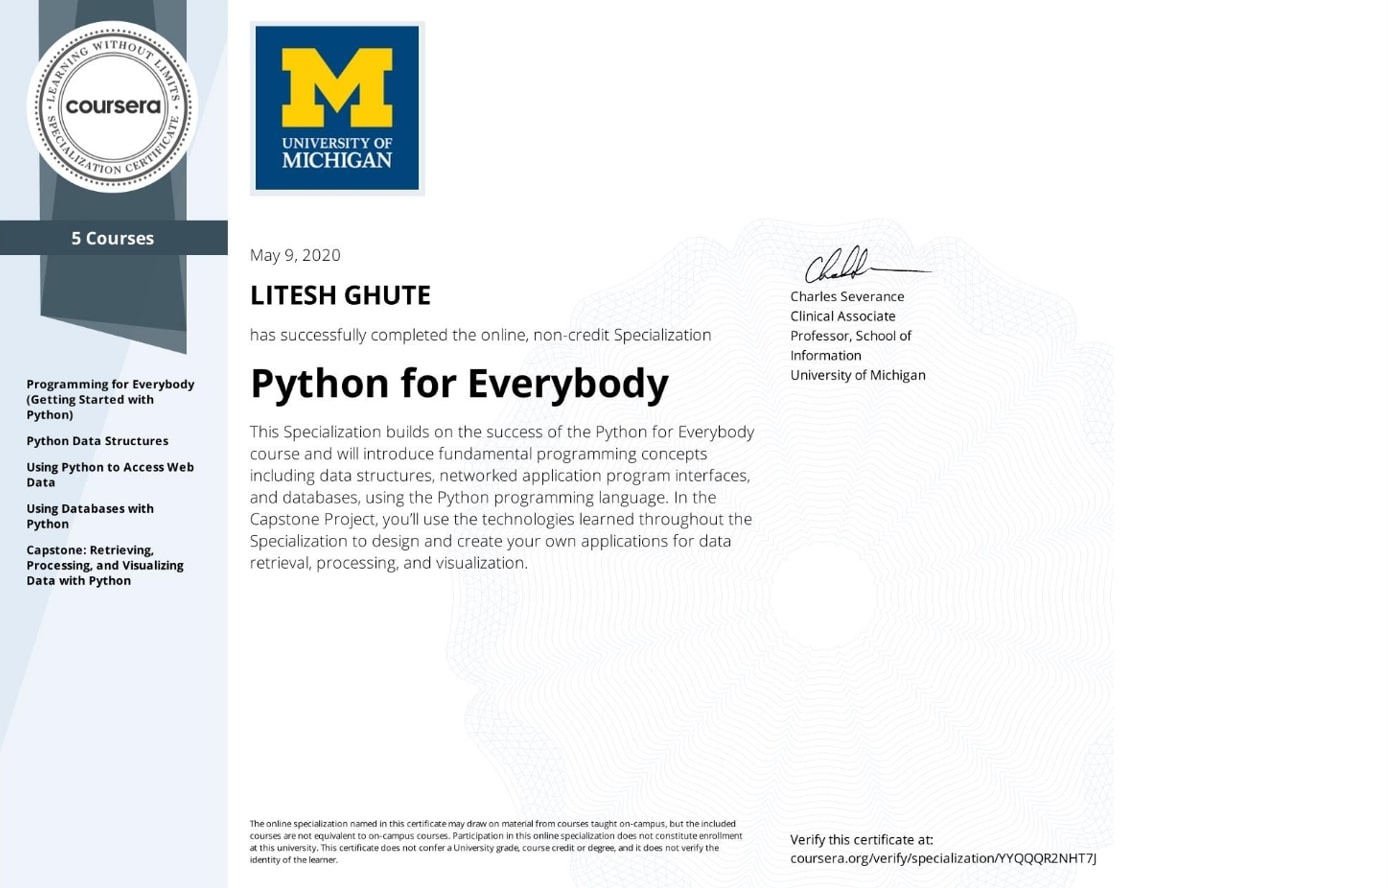 LEARNING WITHOUT LIMITS
coursera
SPECIALIZATION CERTIFICATE
5 Courses
Programming for Everybody
(Getting Started with
Python)
Python Data Structures
Using Python to Access Web
Data
Using Databases with
Python
Capstone: Retrieving,
Processing, and Visualizing
Data with Python
M
UNIVERSITY OF
MICHIGAN
May 9, 2020
LITESH GHUTE
has successfully completed the online, non-credit Specialization
Python for Everybody
This Specialization builds on the success of the Python for Everybody
course and will introduce fundamental programming concepts
including data structures, networked application program interfaces,
and databases, using the Python programming language. In the
Capstone Project, you’ll use the technologies learned throughout the
Specialization to design and create your own applications for data
retrieval, processing, and visualization.
Charles Severance
Clinical Associate
Professor, School of
Information
University of Michigan
The online specialization named in this certificate may draw on material from courses taught on-campus, but the included
courses are not equivalent to on-campus courses. Participation in this online specialization does not constitute enrollment
at this university. This certificate does not confer a University grade, course credit or degree, and it does not verify the
identity of the learner.
Verify this certificate at:
coursera.org/verify/specialization/YYQQQR2NHT7J